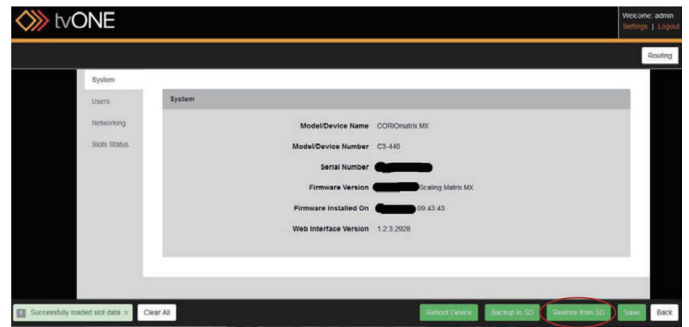 tvONE
Welcome: admin
Settings | Logout
Routing
System
Users
Networking
Slots Status
System
Model/Device Name CORIOmatrix MX
Model/Device Number C3-440
Serial Number
Firmware Version Scaling Matrix MX
Firmware Installed On 09:43:43
Web Interface Version 1.2.3.2928
1 Successfully loaded slot data × Clear All Reboot Device Backup to SD Restore from SD Save Back